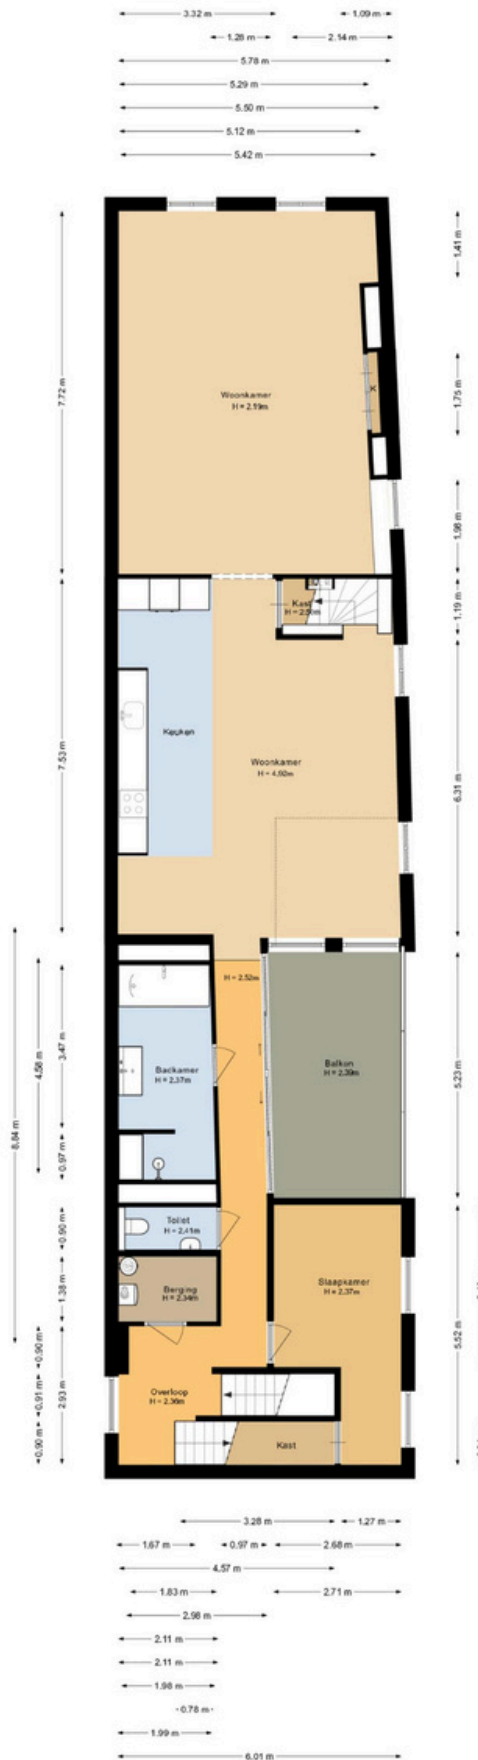 3.32 m
1.09 m
1.28 m
2.14 m
5.78 m
5.29 m
5.50 m
5.12 m
5.42 m
7.72 m
1.41 m
Woonkamer
H = 2.59m
K
1.75 m
1.98 m
Kast
H = 2.50m
1.19 m
7.53 m
Keuken
Woonkamer
H = 4.92m
6.31 m
H = 2.52m
8.84 m
4.58 m
3.47 m
Badkamer
H = 2.37m
Balkon
H = 2.39m
5.23 m
0.97 m
0.90 m
Toilet
H = 2.41m
1.38 m
Berging
H = 2.34m
Slaapkamer
H = 2.37m
5.52 m
0.90 m
0.91 m
0.90 m
2.93 m
Overloop
H = 2.36m
Kast
3.28 m
1.27 m
1.67 m
0.97 m
2.68 m
4.57 m
1.83 m
2.71 m
2.98 m
2.11 m
2.11 m
1.98 m
0.78 m
1.99 m
6.01 m